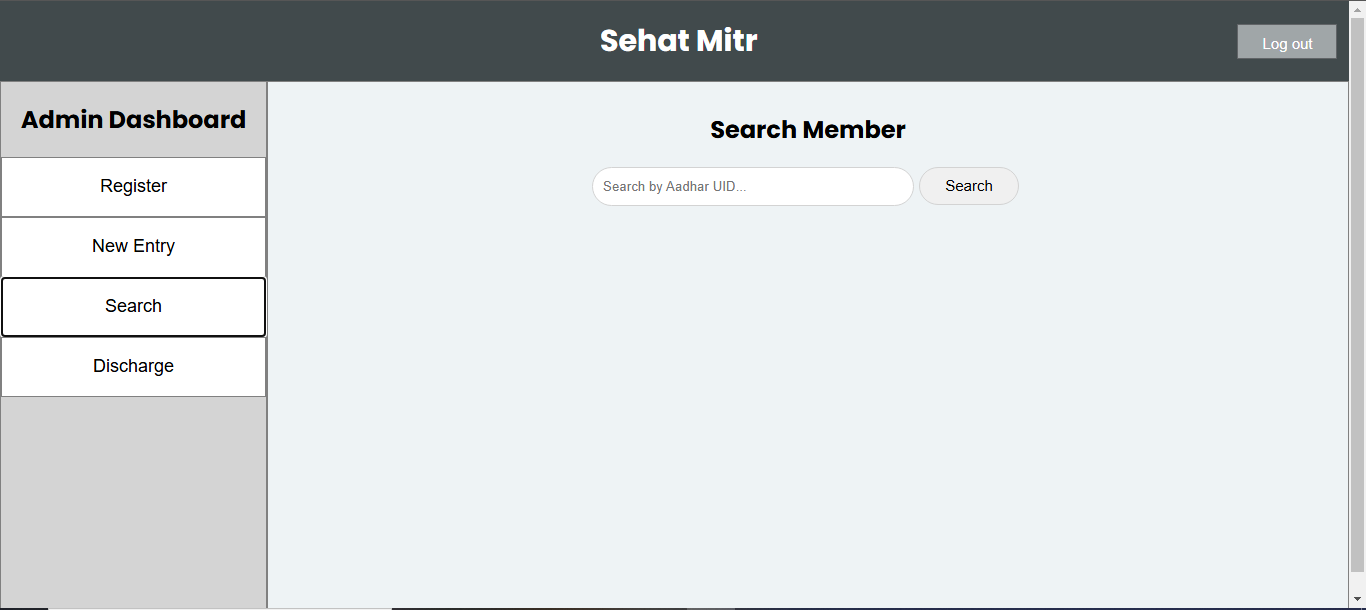 Sehat Mitr
Log out
Admin Dashboard
Register
New Entry
Search
Discharge
Search Member
Search by Aadhar UID...
Search